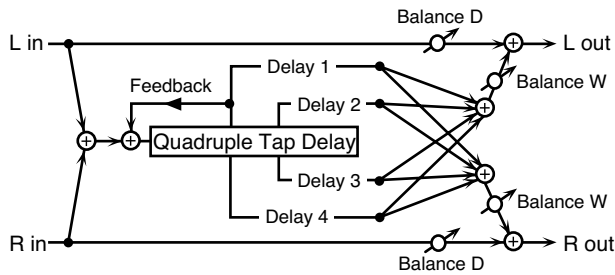 Balance D
L in
L out
Delay 1
Feedback
Balance W
Delay 2
Quadruple Tap Delay
Delay 3
Balance W
Delay 4
R in
R out
Balance D